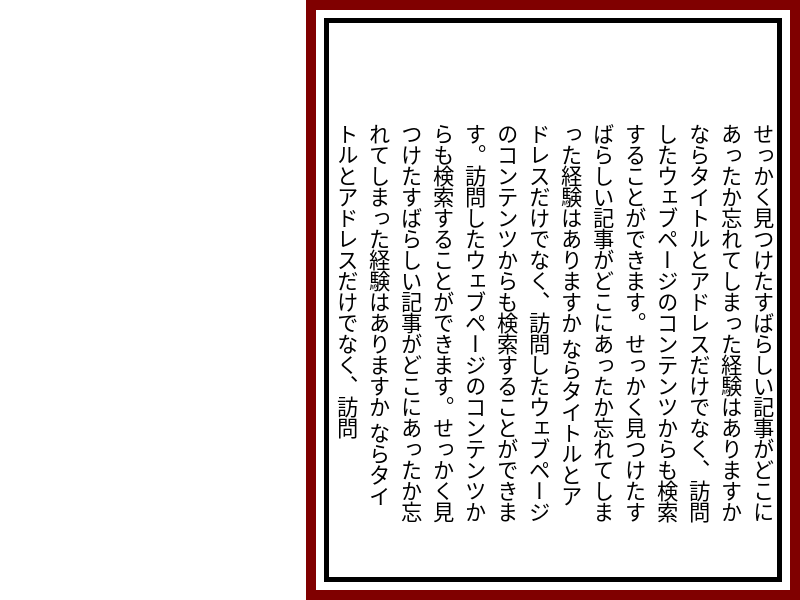 せっかく見つけたすばらしい記事がどこに
あったか忘れてしまった経験はありますか
ならタイトルとアドレスだけでなく、訪問
したウェブページのコンテンツからも検索
することができます。せっかく見つけたす
ばらしい記事がどこにあったか忘れてしま
った経験はありますか ならタイトルとア
ドレスだけでなく、訪問したウェブページ
のコンテンツからも検索することができま
す。訪問したウェブページのコンテンツか
らも検索することができます。せっかく見
つけたすばらしい記事がどこにあったか忘
れてしまった経験はありますか ならタイ
トルとアドレスだけでなく、訪問